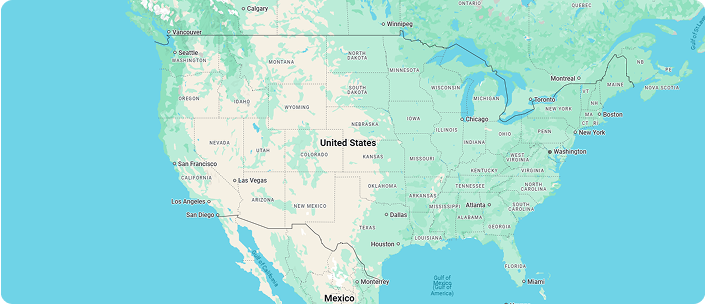 Calgary
ONTARIO
QUEBEC
Gulf of St
Winnipeg
Vancouver
Seattle
WASHINGTON
NB
PE
MONTANA
NORTH
DAKOTA
MINNESOTA
Montreal
MAINE
NOVA SCOTIA
OREGON
IDAHO
SOUTH
DAKOTA
WISCONSIN
MICHIGAN
Toronto
VT
NH
NEW YORK
WYOMING
Boston
MA
CT
RI
IOWA
Chicago
NEBRASKA
ILLINOIS
INDIANA
OHIO
PENN
New York
NEVADA
UTAH
COLORADO
United States
KANSAS
MISSOURI
WEST
VIRGINIA
MD
NJ
Washington
San Francisco
CALIFORNIA
Las Vegas
KENTUCKY
VIRGINIA
OKLAHOMA
TENNESSEE
NORTH
CAROLINA
Los Angeles
ARIZONA
NEW MEXICO
ARKANSAS
MISSISSIPPI
Atlanta
SOUTH
CAROLINA
San Diego
Dallas
ALABAMA
TEXAS
GEORGIA
Houston
LOUISIANA
Gulf of
California
FLORIDA
Monterrey
Gulf of
Mexico
(Gulf of
America)
Miami
Mexico